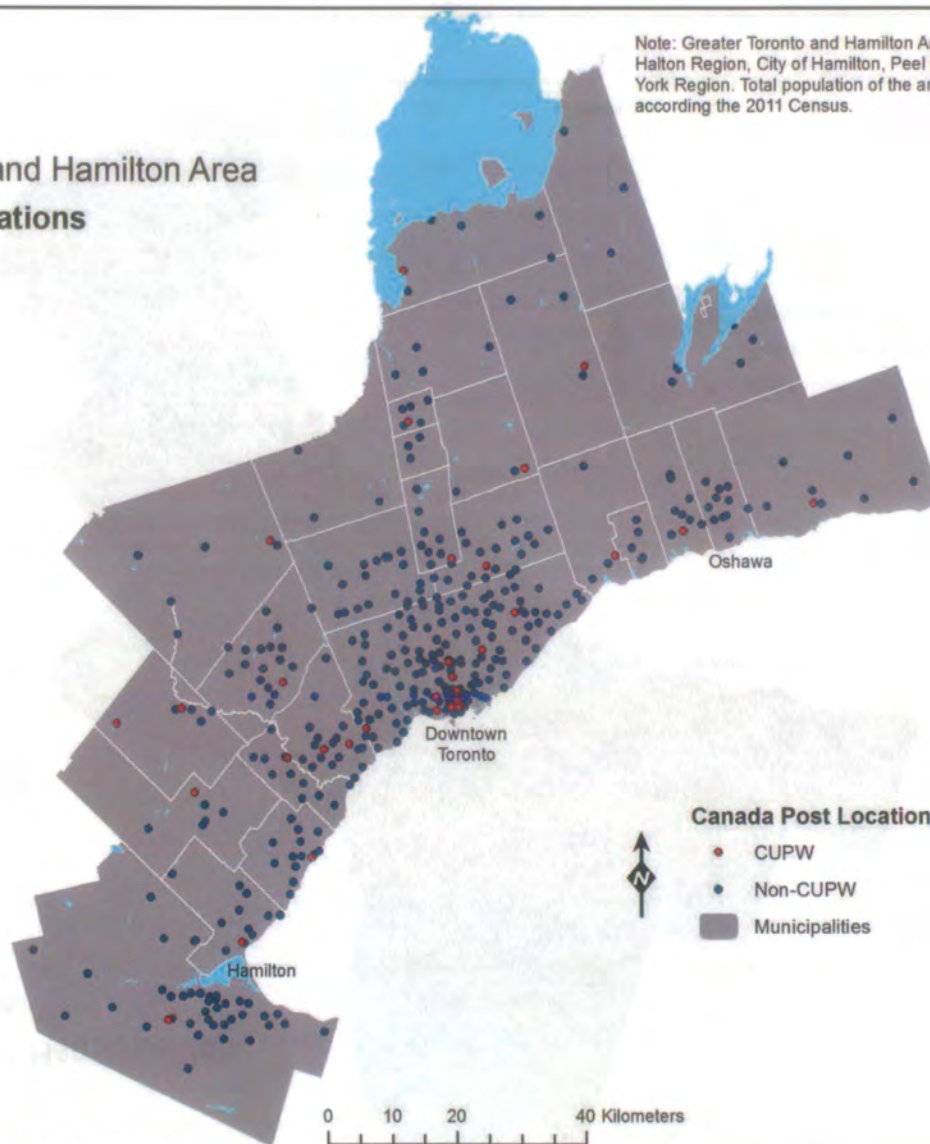 Note: Greater Toronto and Hamilton
Halton Region, City of Hamilton, Peel
York Region. Total population of the
according the 2011 Census.
and Hamilton Area
ations
Oshawa
Downtown
Toronto
Canada Post Location
CUPW
N
Non-CUPW
Municipalities
Hamilton
0 10 20 40 Kilometers